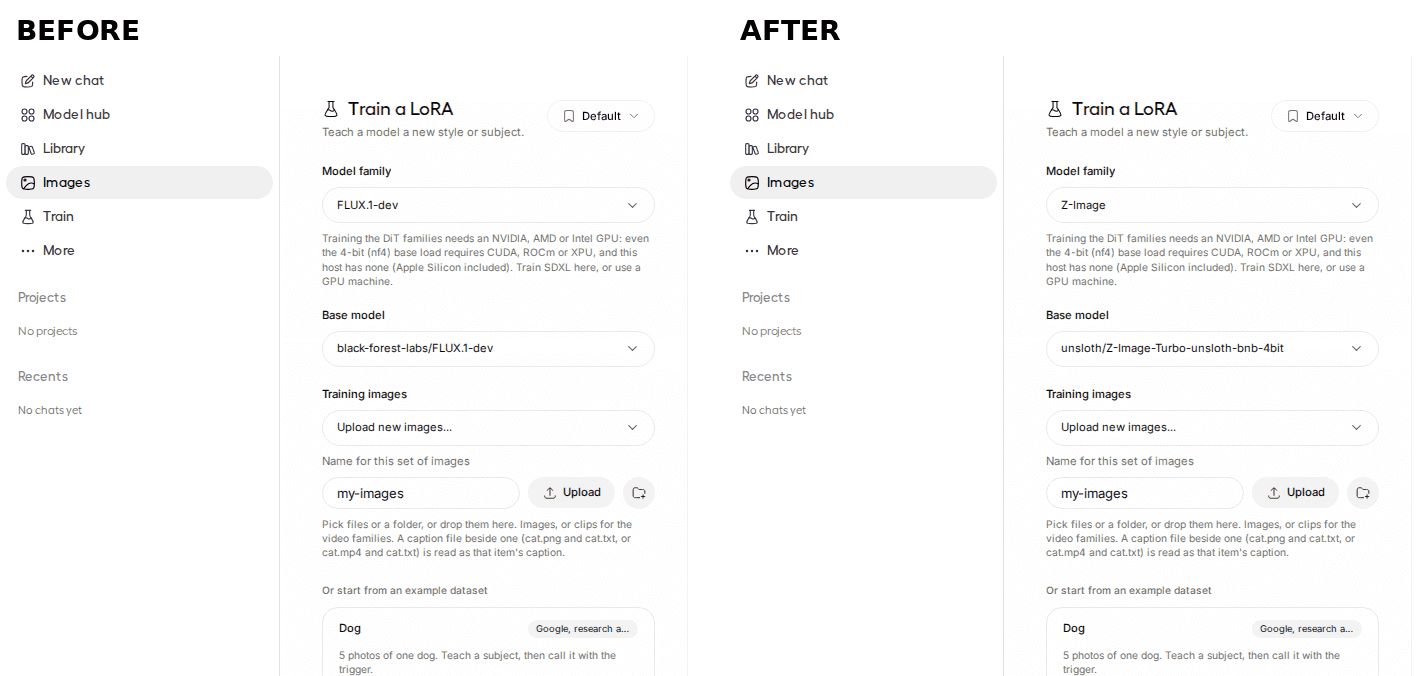 BEFORE
New chat
Model hub
Library
Images
Train
More
Projects
No projects
Recents
No chats yet
Train a LoRA
Default
Teach a model a new style or subject.
Model family
FLUX.1-dev
Training the DiT families needs an NVIDIA, AMD or Intel GPU: even
the 4-bit (nf4) base load requires CUDA, ROCm or XPU, and this
host has none (Apple Silicon included). Train SDXL here, or use a
GPU machine.
Base model
black-forest-labs/FLUX.1-dev
Training images
Upload new images...
Name for this set of images
my-images
Upload
Pick files or a folder, or drop them here. Images, or clips for the
video families. A caption file beside one (cat.png and cat.txt, or
cat.mp4 and cat.txt) is read as that item's caption.
Or start from an example dataset
Dog
Google, research a...
5 photos of one dog. Teach a subject, then call it with the
trigger.
AFTER
New chat
Model hub
Library
Images
Train
More
Projects
No projects
Recents
No chats yet
Train a LoRA
Default
Teach a model a new style or subject.
Model family
Z-Image
Training the DiT families needs an NVIDIA, AMD or Intel GPU: even
the 4-bit (nf4) base load requires CUDA, ROCm or XPU, and this
host has none (Apple Silicon included). Train SDXL here, or use a
GPU machine.
Base model
unsloth/Z-Image-Turbo-unsloth-bnb-4bit
Training images
Upload new images...
Name for this set of images
my-images
Upload
Pick files or a folder, or drop them here. Images, or clips for the
video families. A caption file beside one (cat.png and cat.txt, or
cat.mp4 and cat.txt) is read as that item's caption.
Or start from an example dataset
Dog
Google, research a...
5 photos of one dog. Teach a subject, then call it with the
trigger.